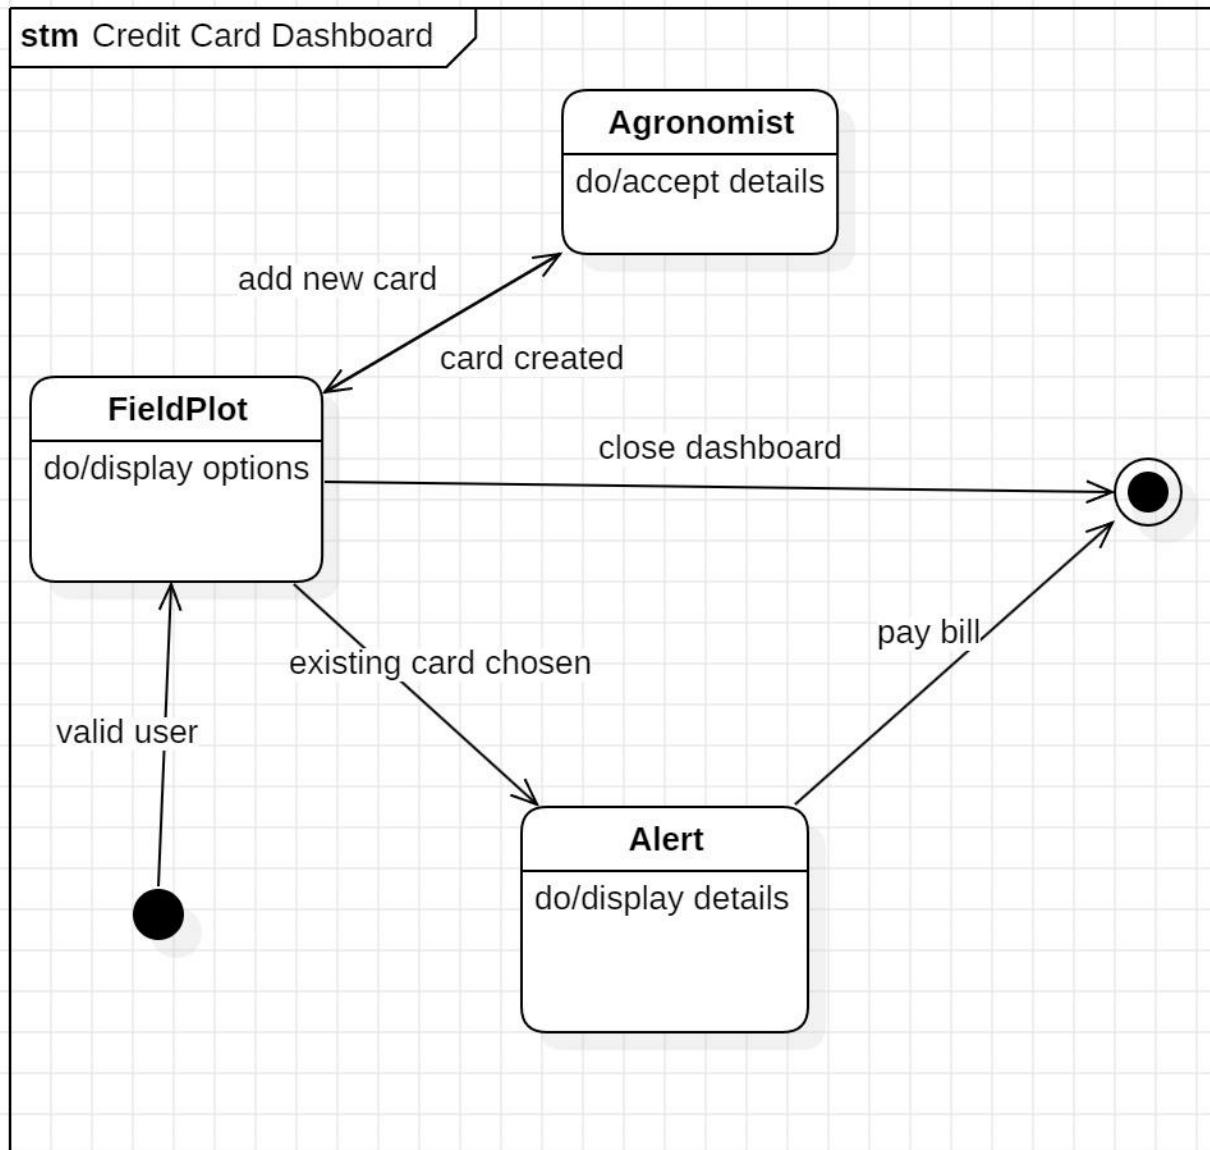 stm Credit Card Dashboard
Agronomist
do/accept details
add new card
card created
FieldPlot
do/display options
close dashboard
pay bill
existing card chosen
valid user
Alert
do/display details